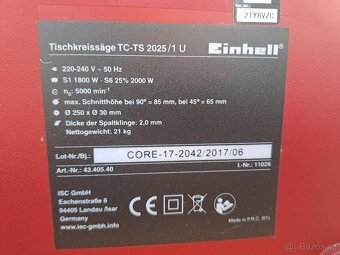 2TY6VZC
Tischkreissäge TC-TS 2025/1 U
Einhell
220-240 V ~ 50 Hz
S1 1800 W - S6 25% 2000 W
n₀: 5000 min⁻¹
max. Schnitthöhe bei 90° = 85 mm, bei 45° = 65 mm
Ø 250 x Ø 30 mm
Dicke der Spaltkeil: 2,0 mm
Nettogewicht: 21 kg
Lot-Nr./Bj.: CORE-17-2042/2017/06
Art.-Nr.: 43.405.40 I.-Nr.: 11026
ISC GmbH
Eschenstraße 6
94405 Landau /Isar
Germany
www.isc-gmbh.info
Made in P.R.C. (01)